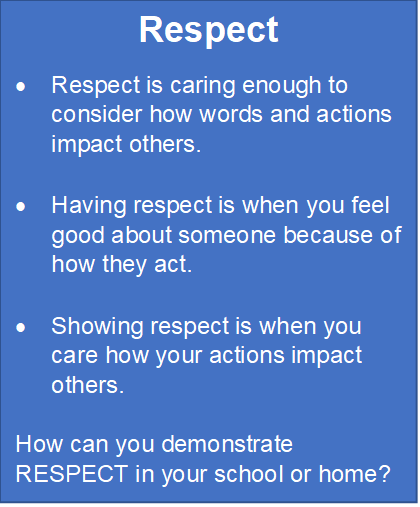 Respect
• Respect is caring enough to
consider how words and actions
impact others.
• Having respect is when you feel
good about someone because of
how they act.
• Showing respect is when you
care how your actions impact
others.
How can you demonstrate
RESPECT in your school or home?